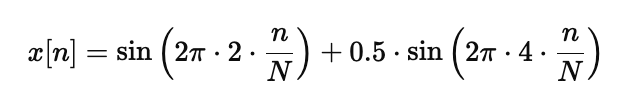 x[n] = sin(2π · 2 · n/N) + 0.5 · sin(2π · 4 · n/N)